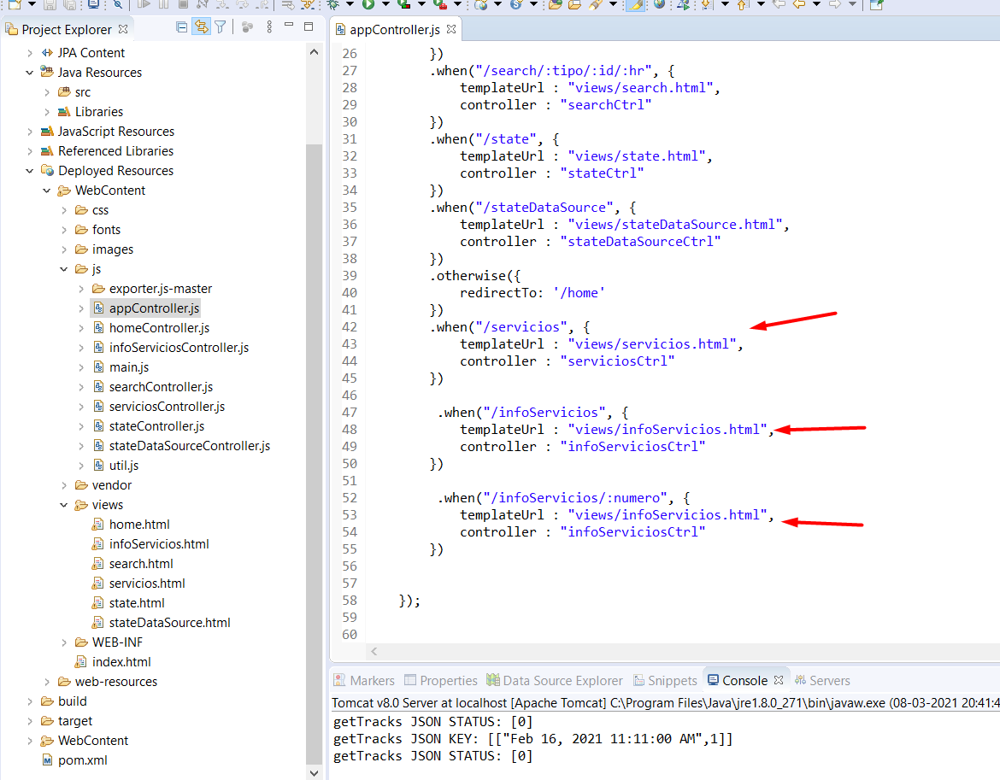 Project Explorer
JPA Content
Java Resources
src
Libraries
JavaScript Resources
Referenced Libraries
Deployed Resources
WebContent
css
fonts
images
js
exporter.js-master
appController.js
homeController.js
infoServiciosController.js
main.js
searchController.js
serviciosController.js
stateController.js
stateDataSourceController.js
util.js
vendor
views
home.html
infoServicios.html
search.html
servicios.html
state.html
stateDataSource.html
WEB-INF
index.html
web-resources
build
target
WebContent
pom.xml
appController.js
26 })
27 .when("/search/:tipo/:id/:hr", {
28 templateUrl : "views/search.html",
29 controller : "searchCtrl"
30 })
31 .when("/state", {
32 templateUrl : "views/state.html",
33 controller : "stateCtrl"
34 })
35 .when("/stateDataSource", {
36 templateUrl : "views/stateDataSource.html",
37 controller : "stateDataSourceCtrl"
38 })
39 .otherwise({
40 redirectTo: '/home'
41 })
42 .when("/servicios", {
43 templateUrl : "views/servicios.html",
44 controller : "serviciosCtrl"
45 })
46
47 .when("/infoServicios", {
48 templateUrl : "views/infoServicios.html",
49 controller : "infoServiciosCtrl"
50 })
51
52 .when("/infoServicios/:numero", {
53 templateUrl : "views/infoServicios.html",
54 controller : "infoServiciosCtrl"
55 })
56
57
58 });
59
60
Markers Properties Data Source Explorer Snippets Console Servers
Tomcat v8.0 Server at localhost [Apache Tomcat] C:\Program Files\Java\jre1.8.0_271\bin\javaw.exe (08-03-2021 20:41:4
getTracks JSON STATUS: [0]
getTracks JSON KEY: [["Feb 16, 2021 11:11:00 AM",1]]
getTracks JSON STATUS: [0]